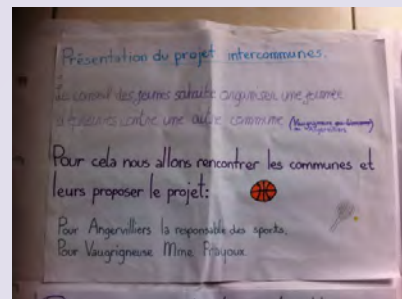 Présentation du projet intercommunes.
Le conseil des jeunes souhaite organiser une journée
d'épreuves contre une autre commune
Pour cela nous allons rencontrer les communes et
leurs proposer le projet:
Pour Angervilliers la responsable des sports.
Pour Vaugrigneuse Mme Frayoux